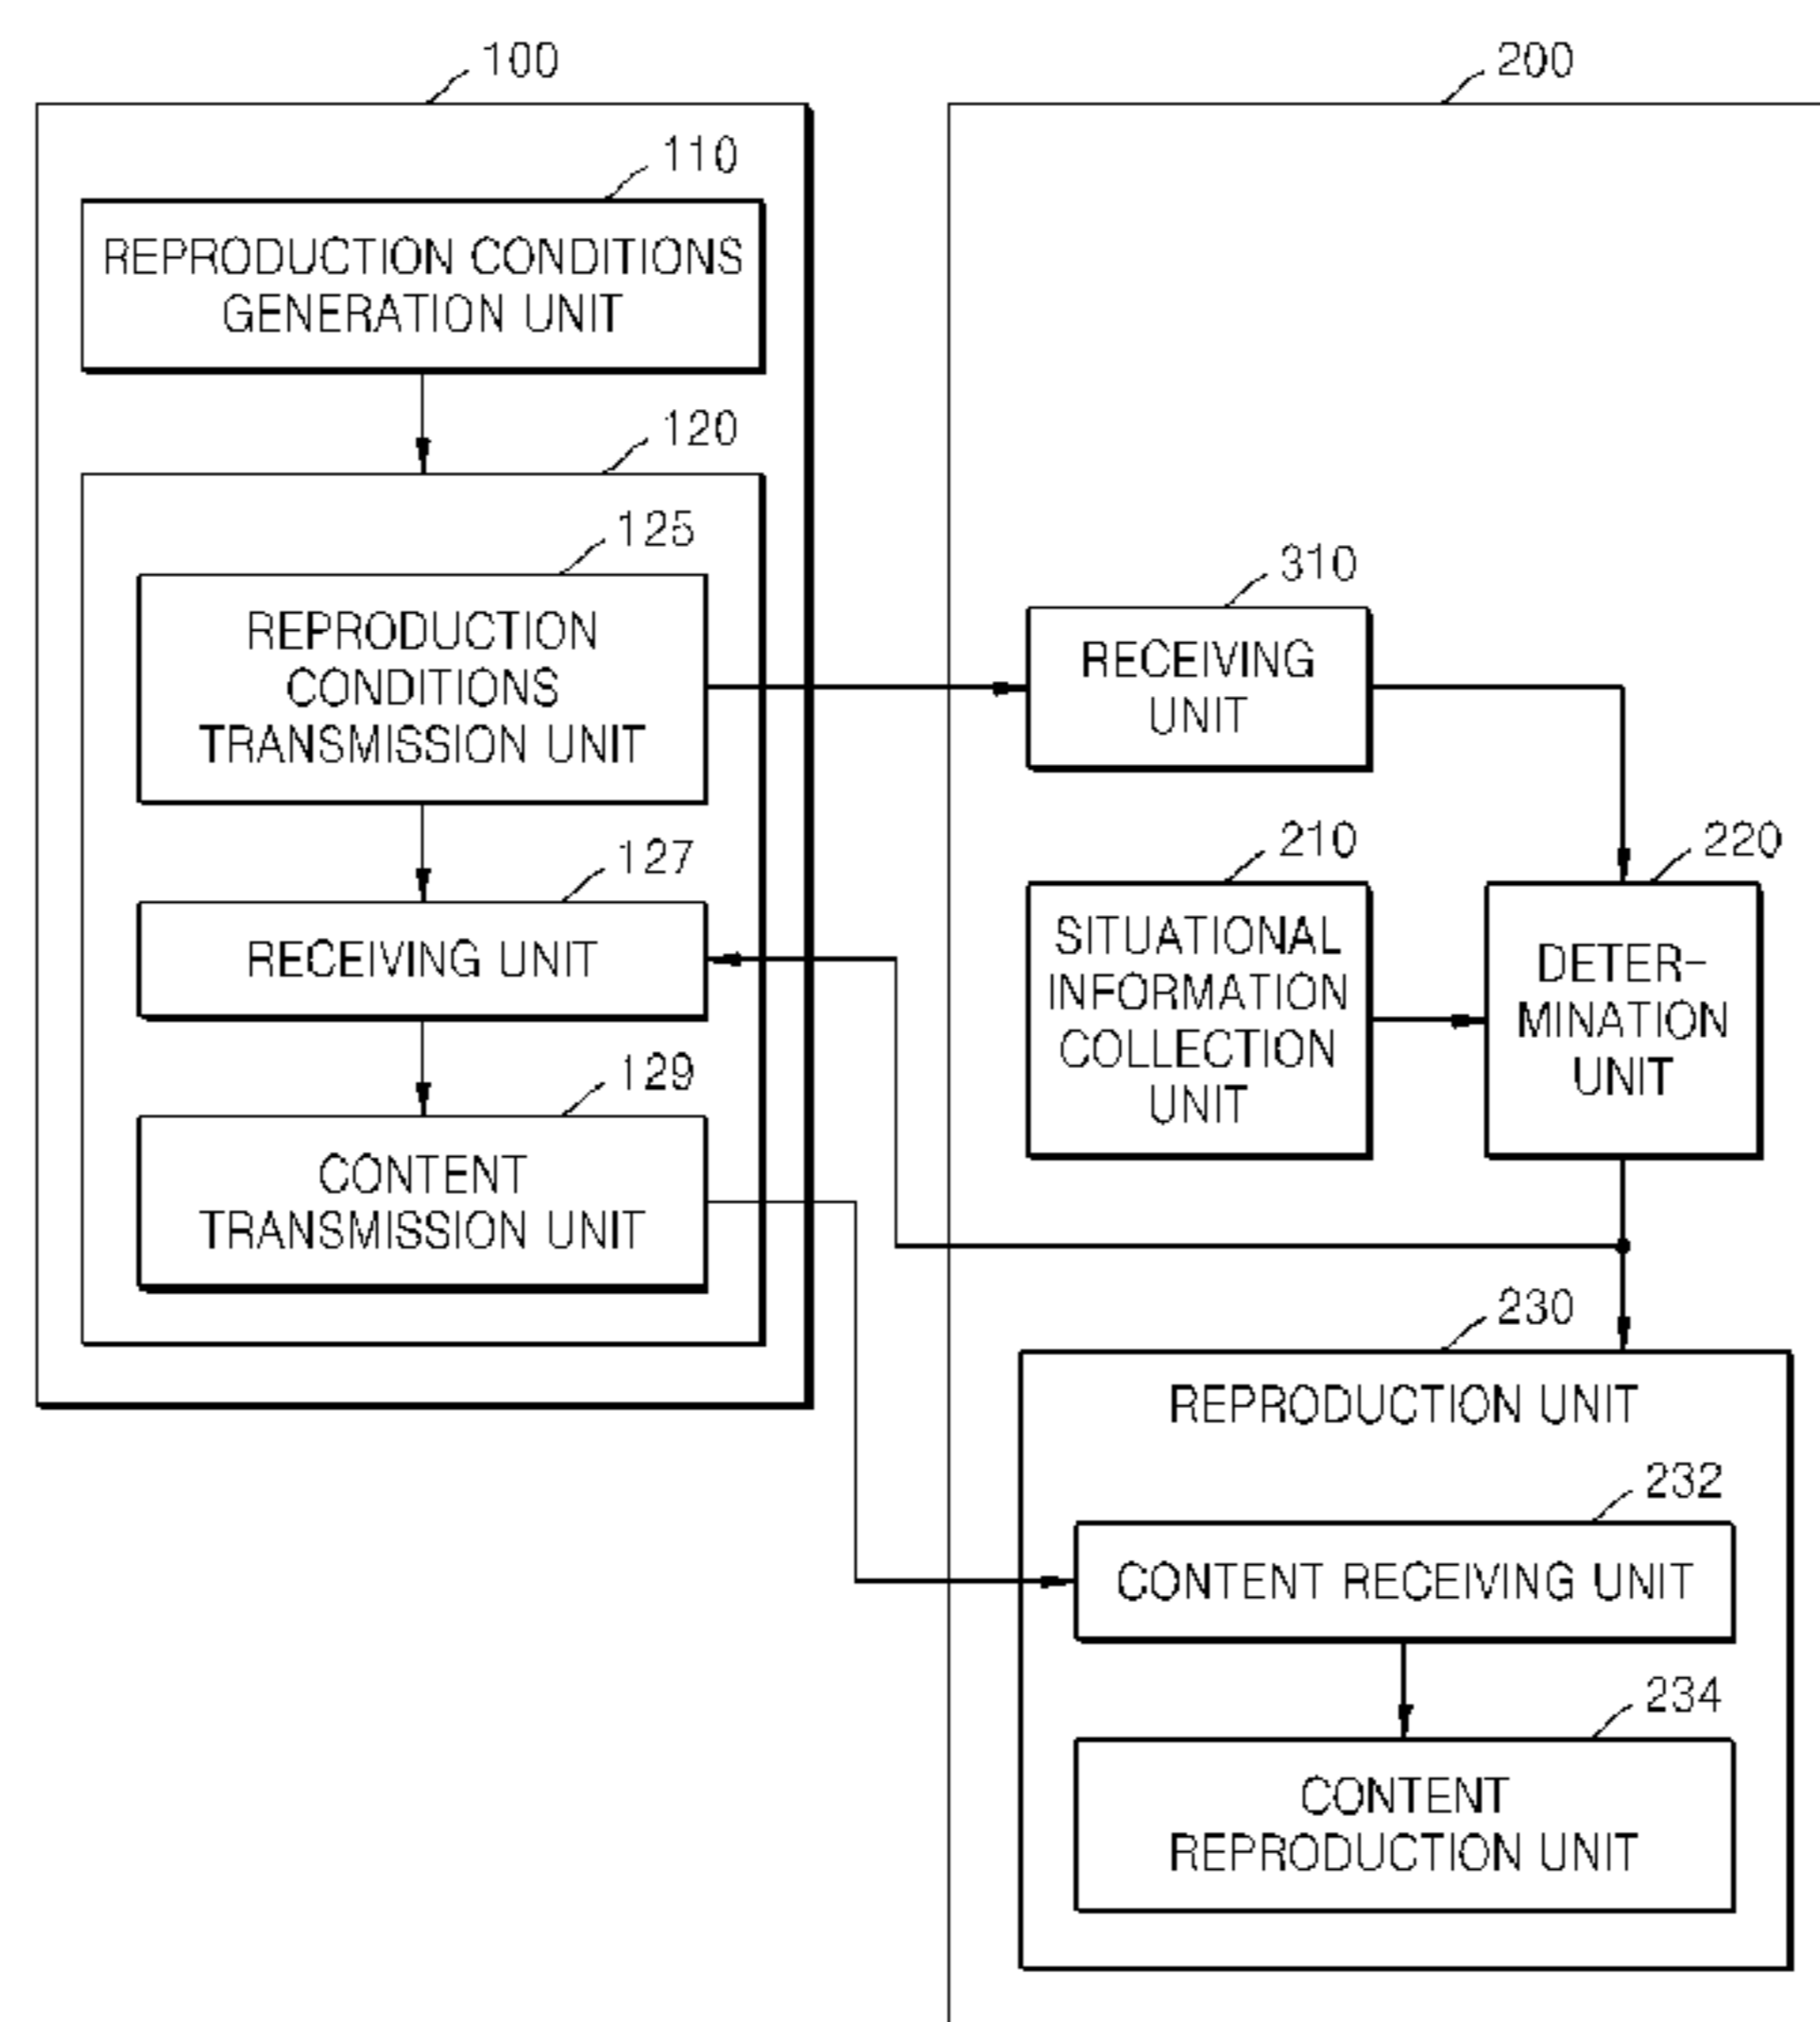 100
110
REPRODUCTION CONDITIONS
GENERATION UNIT
120
125
REPRODUCTION
CONDITIONS
TRANSMISSION UNIT
127
RECEIVING UNIT
129
CONTENT
TRANSMISSION UNIT
200
310
RECEIVING
UNIT
210
SITUATIONAL
INFORMATION
COLLECTION
UNIT
220
DETER-
MINATION
UNIT
230
REPRODUCTION UNIT
232
CONTENT RECEIVING UNIT
234
CONTENT
REPRODUCTION UNIT